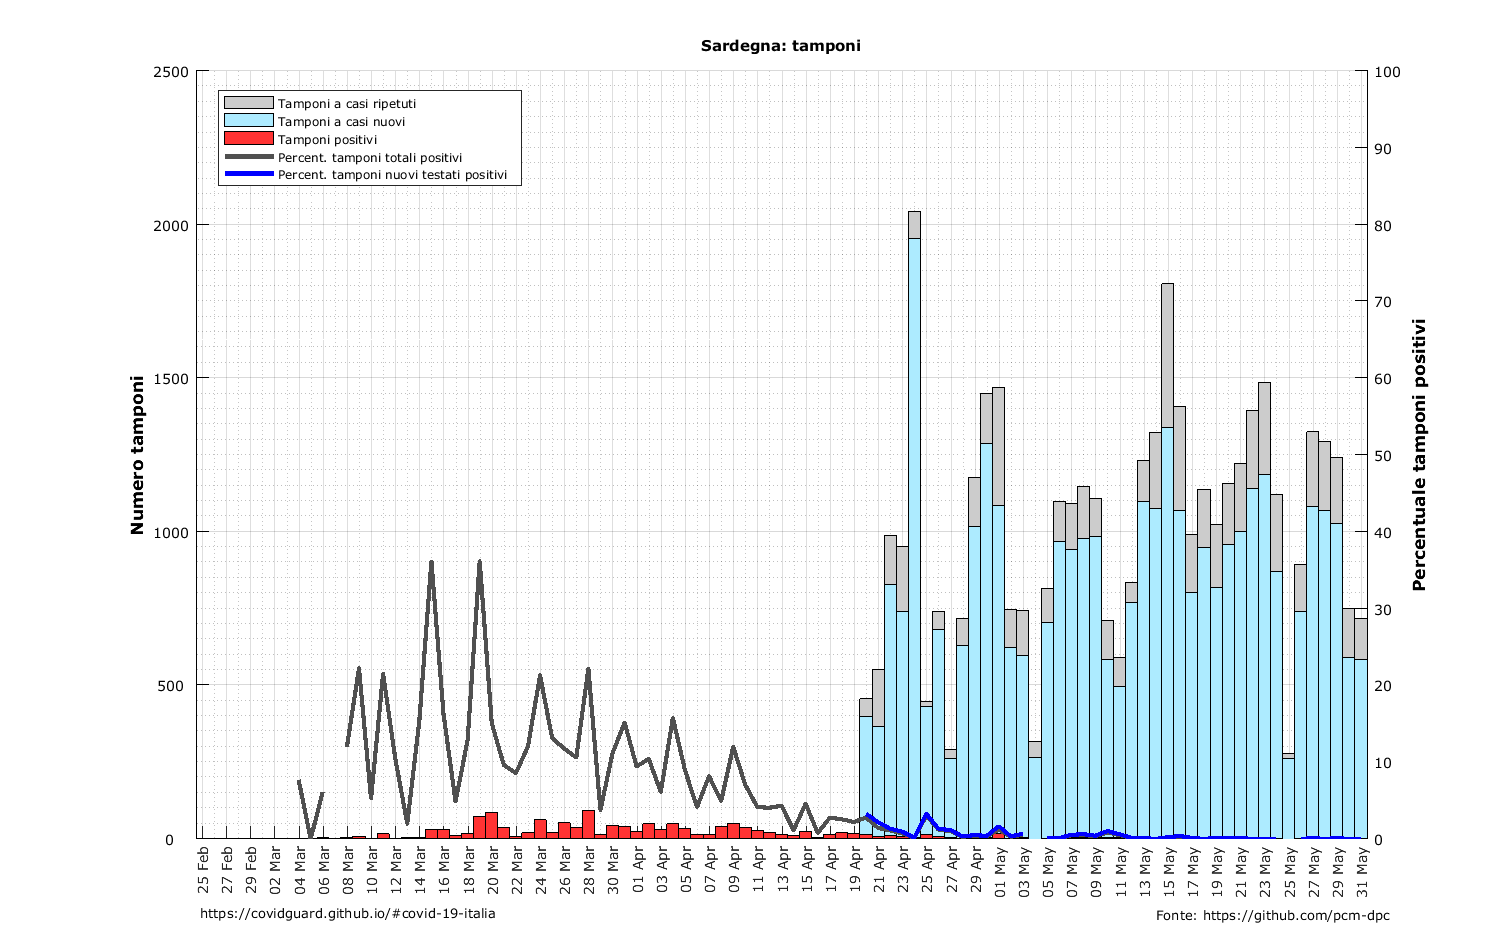 Sardegna: tamponi
Tamponi a casi ripetuti
Tamponi a casi nuovi
Tamponi positivi
Percent. tamponi totali positivi
Percent. tamponi nuovi testati positivi
Numero tamponi
2500
2000
1500
1000
500
0
Percentuale tamponi positivi
100
90
80
70
60
50
40
30
20
10
0
25 Feb
27 Feb
29 Feb
02 Mar
04 Mar
06 Mar
08 Mar
10 Mar
12 Mar
14 Mar
16 Mar
18 Mar
20 Mar
22 Mar
24 Mar
26 Mar
28 Mar
30 Mar
01 Apr
03 Apr
05 Apr
07 Apr
09 Apr
11 Apr
13 Apr
15 Apr
17 Apr
19 Apr
21 Apr
23 Apr
25 Apr
27 Apr
29 Apr
01 May
03 May
05 May
07 May
09 May
11 May
13 May
15 May
17 May
19 May
21 May
23 May
25 May
27 May
29 May
31 May
https://covidguard.github.io/#covid-19-italia
Fonte: https://github.com/pcm-dpc